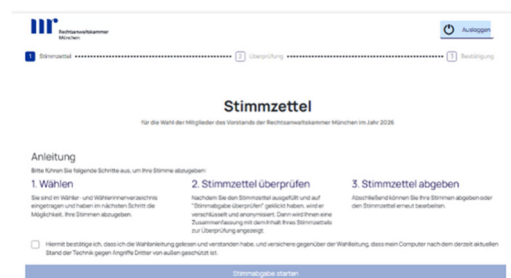 Rechtsanwaltskammer
München
Ausloggen
1 Stimmzettel 2 Überprüfung 3 Bestätigung
Stimmzettel
für die Wahl der Mitglieder des Vorstands der Rechtsanwaltskammer München im Jahr 2026
Anleitung
Bitte führen Sie folgende Schritte aus, um Ihre Stimme abzugeben:
1. Wählen
Sie sind im Wähler- und Wählerinnenverzeichnis
eingetragen und haben im nächsten Schritt die
Möglichkeit, Ihre Stimmen abzugeben.
2. Stimmzettel überprüfen
Nachdem Sie den Stimmzettel ausgefüllt und auf
"Stimmabgabe überprüfen" geklickt haben, wird er
verschlüsselt und anonymisiert. Dann wird Ihnen eine
Zusammenfassung mit dem Inhalt Ihres Stimmzettels
zur Überprüfung angezeigt.
3. Stimmzettel abgeben
Abschließend können Sie Ihre Stimmen abgeben oder
den Stimmzettel erneut bearbeiten.
Hiermit bestätige ich, dass ich die Wahlanleitung gelesen und verstanden habe, und versichere gegenüber der Wahlleitung, dass mein Computer nach dem derzeit aktuellen
Stand der Technik gegen Angriffe Dritter von außen geschützt ist.
Stimmabgabe starten